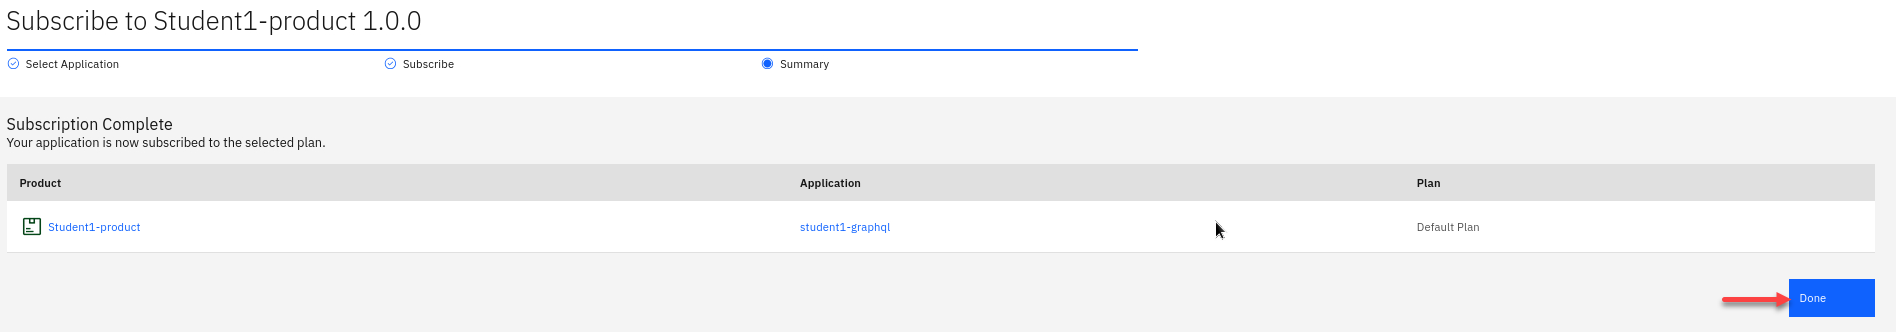 Subscribe to Student1-product 1.0.0
Select Application Subscribe Summary
Subscription Complete
Your application is now subscribed to the selected plan.
Product Application Plan
Student1-product student1-graphql Default Plan
Done